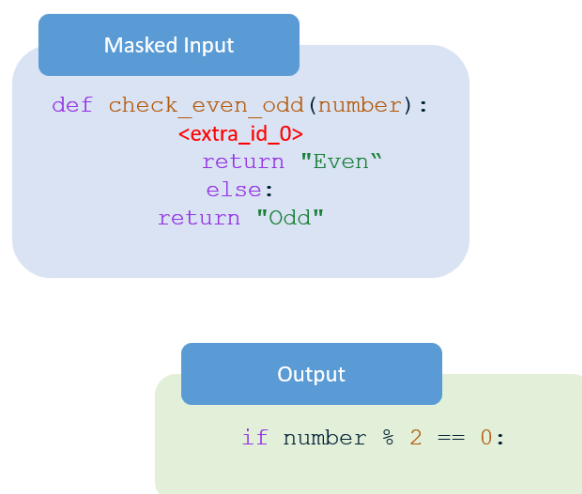 Masked Input
def check_even_odd(number):
<extra_id_0>
return "Even‟
else:
return "Odd"
Output
if number % 2 == 0: